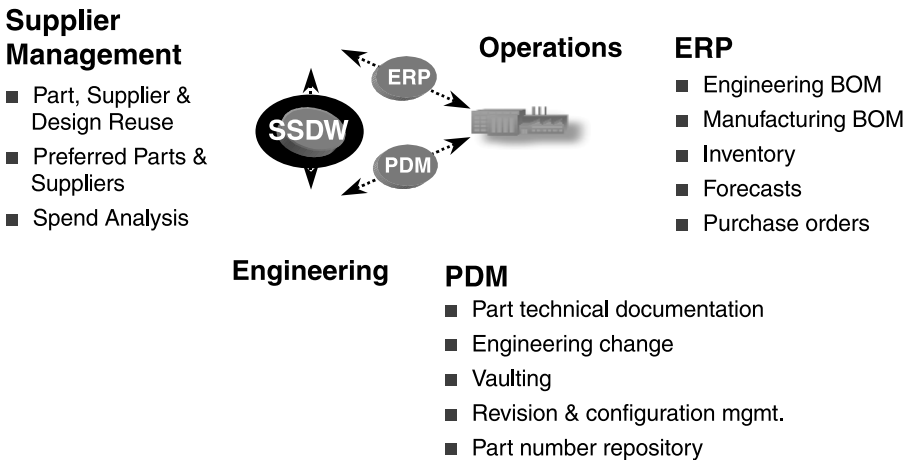 Supplier
Management
Part, Supplier &
Design Reuse
Preferred Parts &
Suppliers
Spend Analysis
SSDW
ERP
PDM
Operations
ERP
Engineering BOM
Manufacturing BOM
Inventory
Forecasts
Purchase orders
Engineering
PDM
Part technical documentation
Engineering change
Vaulting
Revision & configuration mgmt.
Part number repository